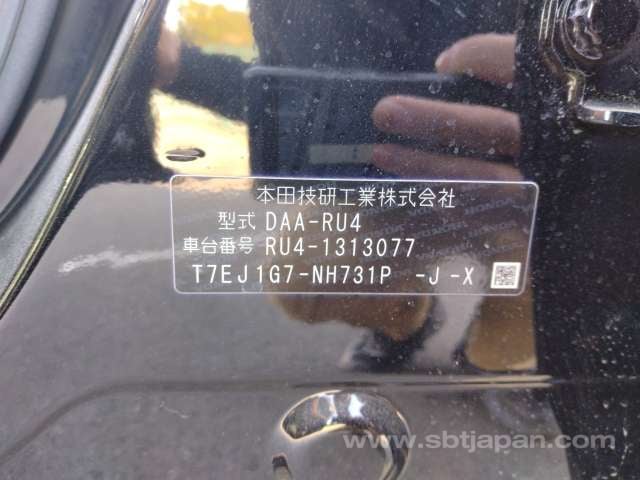 本田技研工業株式会社
型式 DAA-RU4
車台番号 RU4-1313077
T7EJ1G7-NH731P -J -X
www.sbtjapan.com